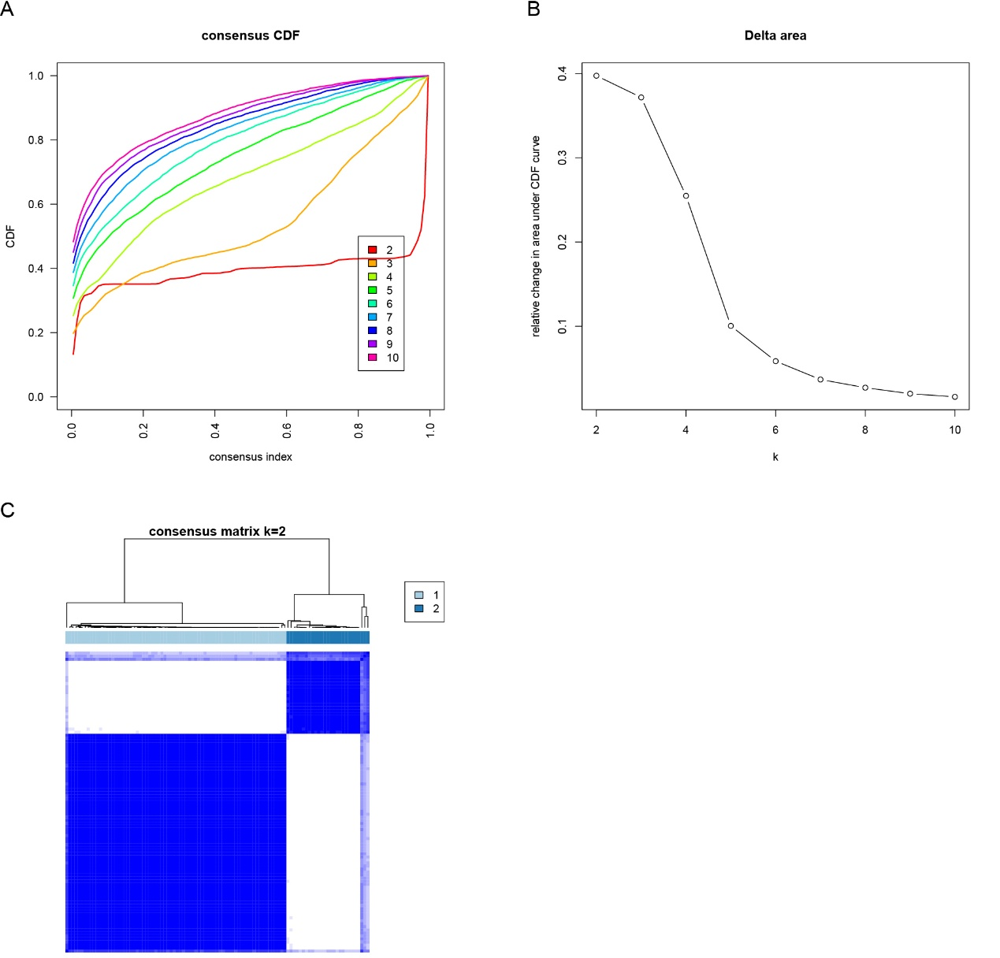 A
consensus CDF
CDF
1.0
0.8
0.6
0.4
0.2
0.0
2
3
4
5
6
7
8
9
10
0.0 0.2 0.4 0.6 0.8 1.0
consensus index
B
Delta area
relative change in area under CDF curve
0.4
0.3
0.2
0.1
2 4 6 8 10
k
C
consensus matrix k=2
1
2